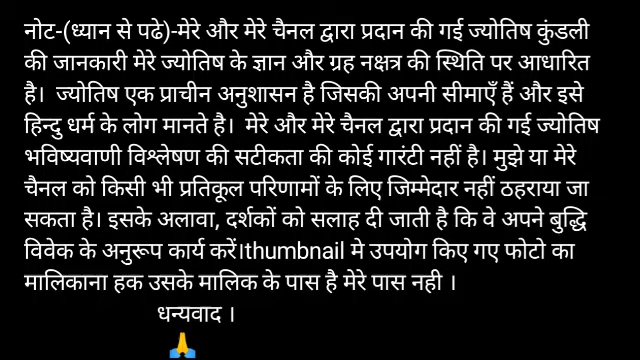 नोट-(ध्यान से पढे)-मेरे और मेरे चैनल द्वारा प्रदान की गई ज्योतिष कुंडली
की जानकारी मेरे ज्योतिष के ज्ञान और ग्रह नक्षत्र की स्थिति पर आधारित
है।  ज्योतिष एक प्राचीन अनुशासन है जिसकी अपनी सीमाएँ हैं और इसे
हिन्दु धर्म के लोग मानते है।  मेरे और मेरे चैनल द्वारा प्रदान की गई ज्योतिष
भविष्यवाणी विश्लेषण की सटीकता की कोई गारंटी नहीं है। मुझे या मेरे
चैनल को किसी भी प्रतिकूल परिणामों के लिए जिम्मेदार नहीं ठहराया जा
सकता है। इसके अलावा, दर्शकों को सलाह दी जाती है कि वे अपने बुद्धि
विवेक के अनुरूप कार्य करें।thumbnail मे उपयोग किए गए फोटो का
मालिकाना हक उसके मालिक के पास है मेरे पास नही ।
धन्यवाद ।
🙏